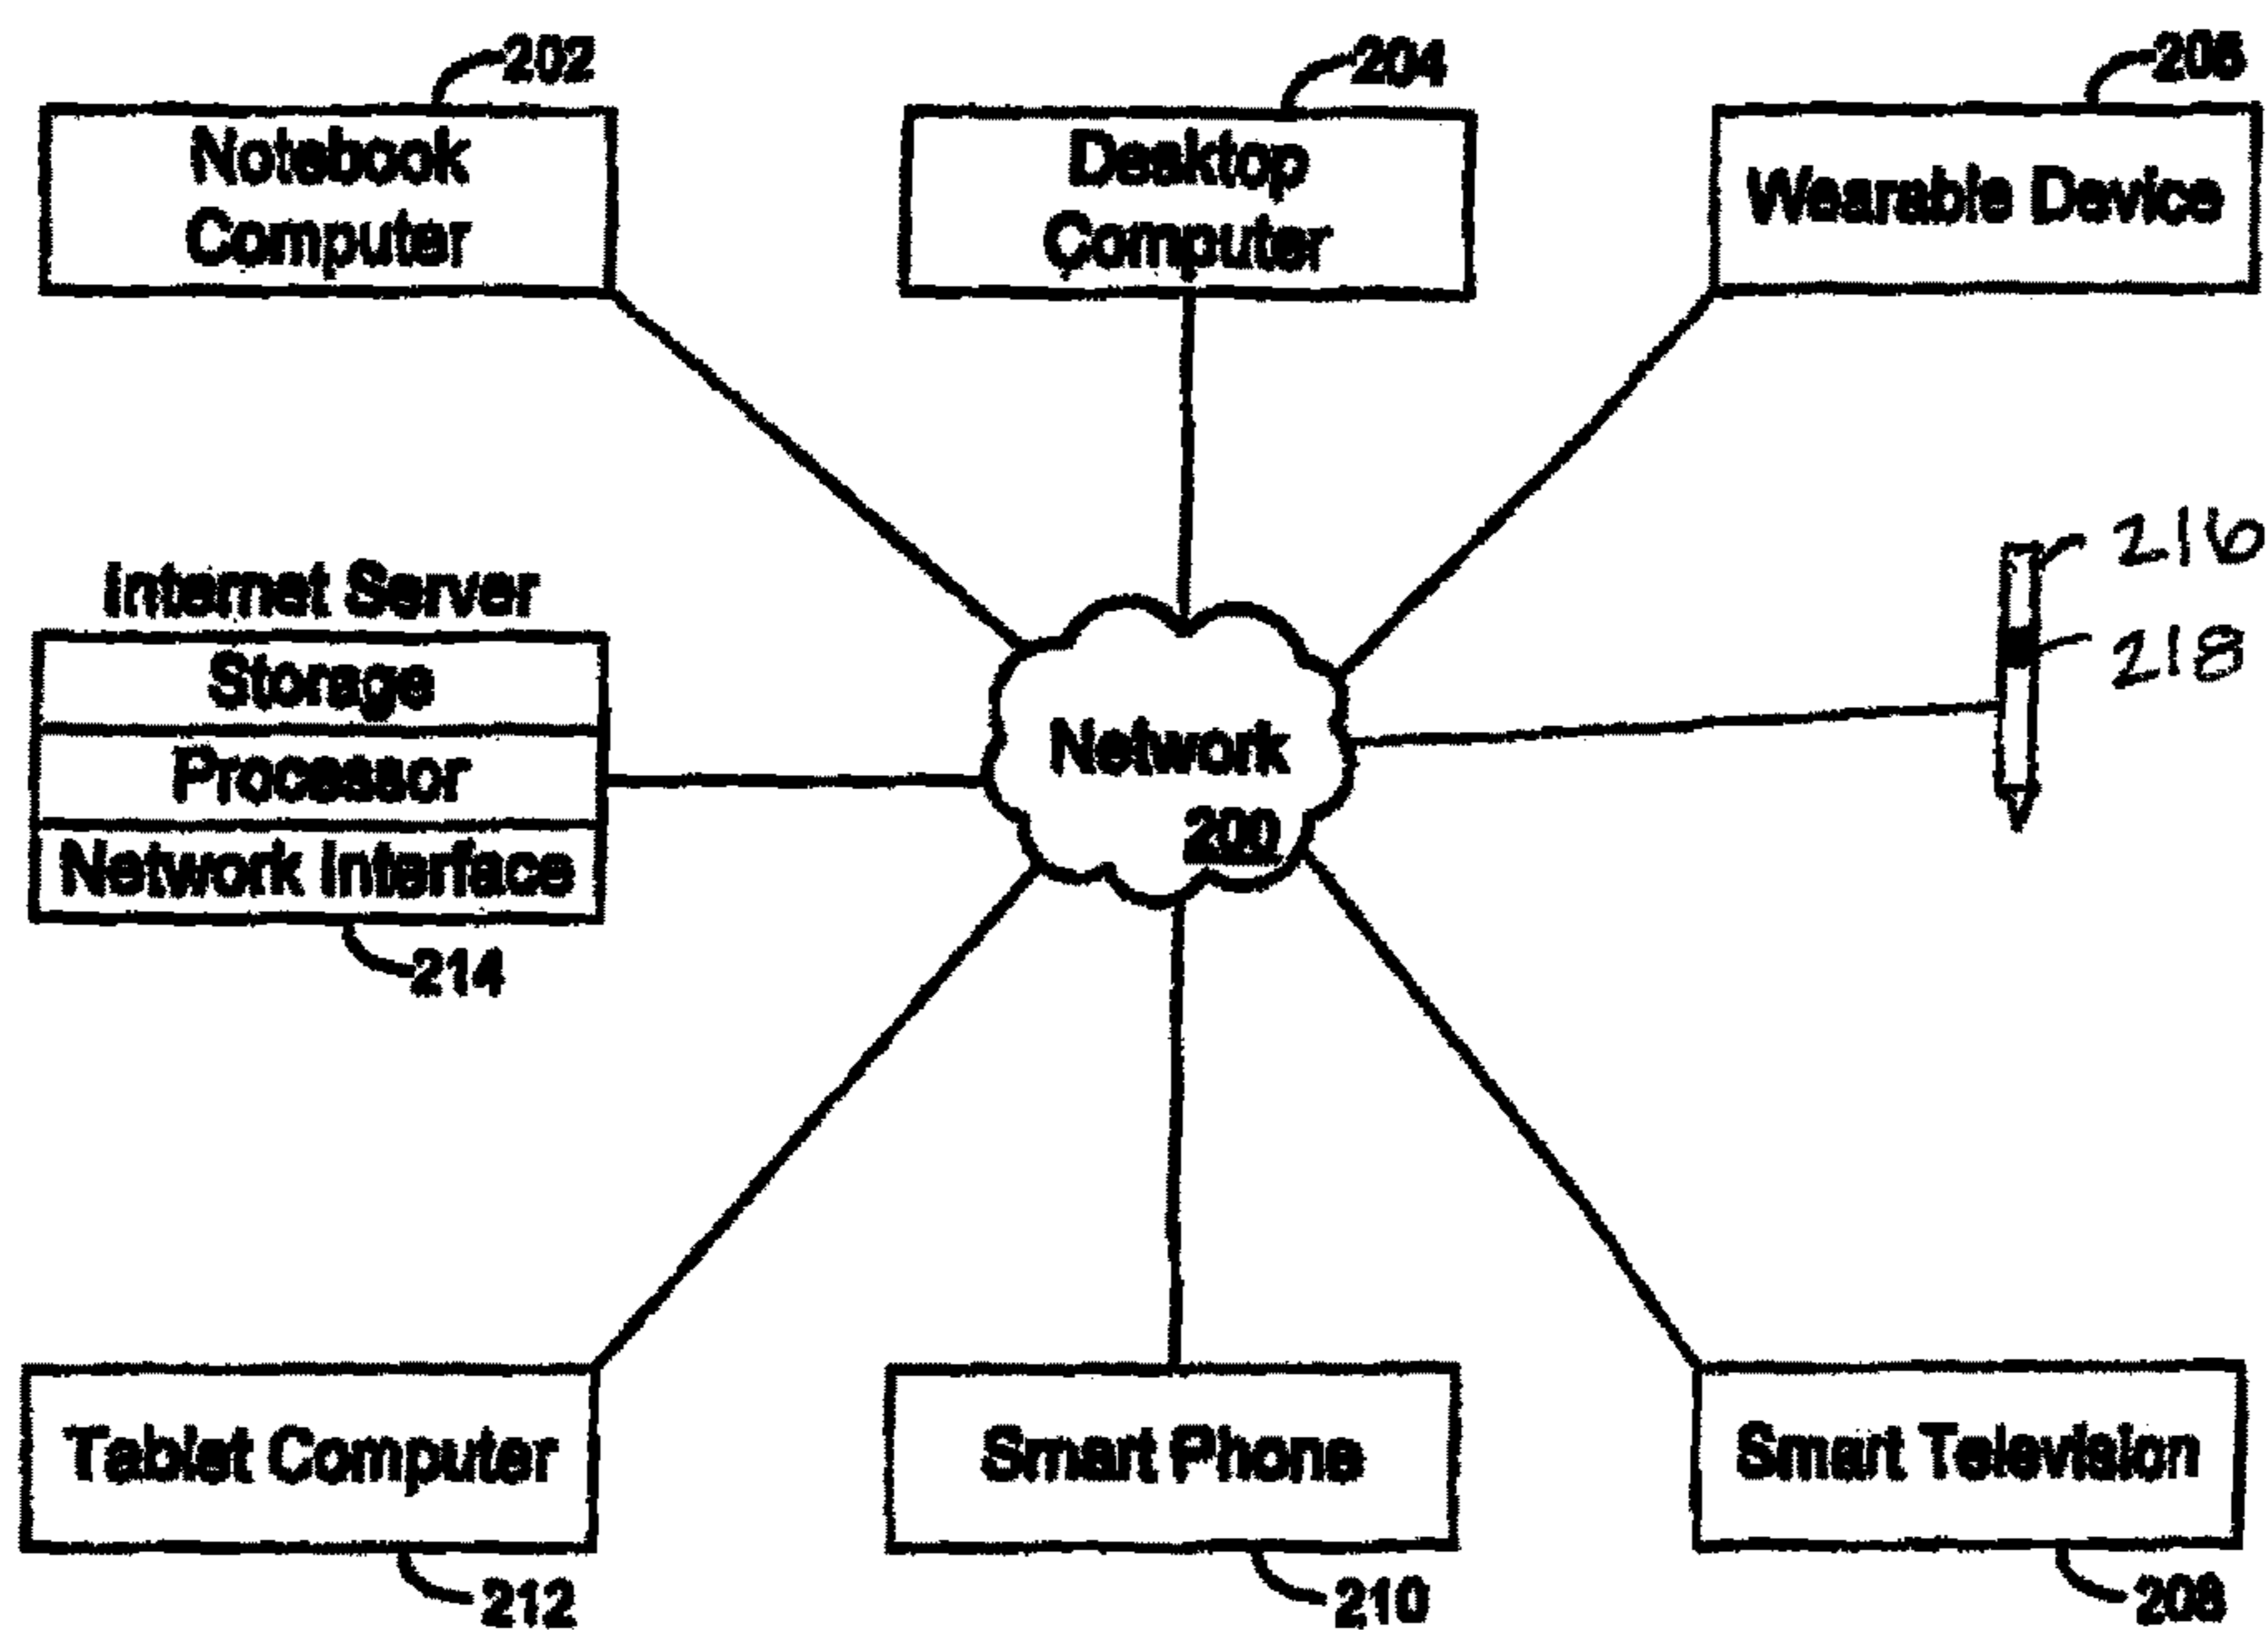 202
204
206
Notebook
Computer
Desktop
Computer
Wearable Device
216
218
Internet Server
Storage
Processor
Network Interface
214
Network
200
Tablet Computer
Smart Phone
Smart Television
212
210
208